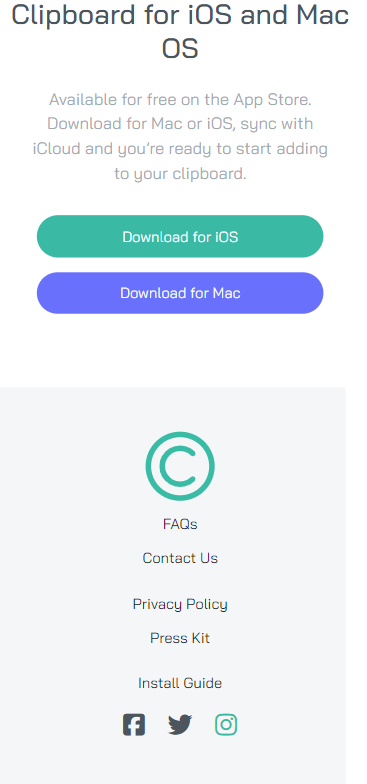 Clipboard for iOS and Mac
OS
Available for free on the App Store.
Download for Mac or iOS, sync with
iCloud and you’re ready to start adding
to your clipboard.
Download for iOS
Download for Mac
C
FAQs
Contact Us
Privacy Policy
Press Kit
Install Guide